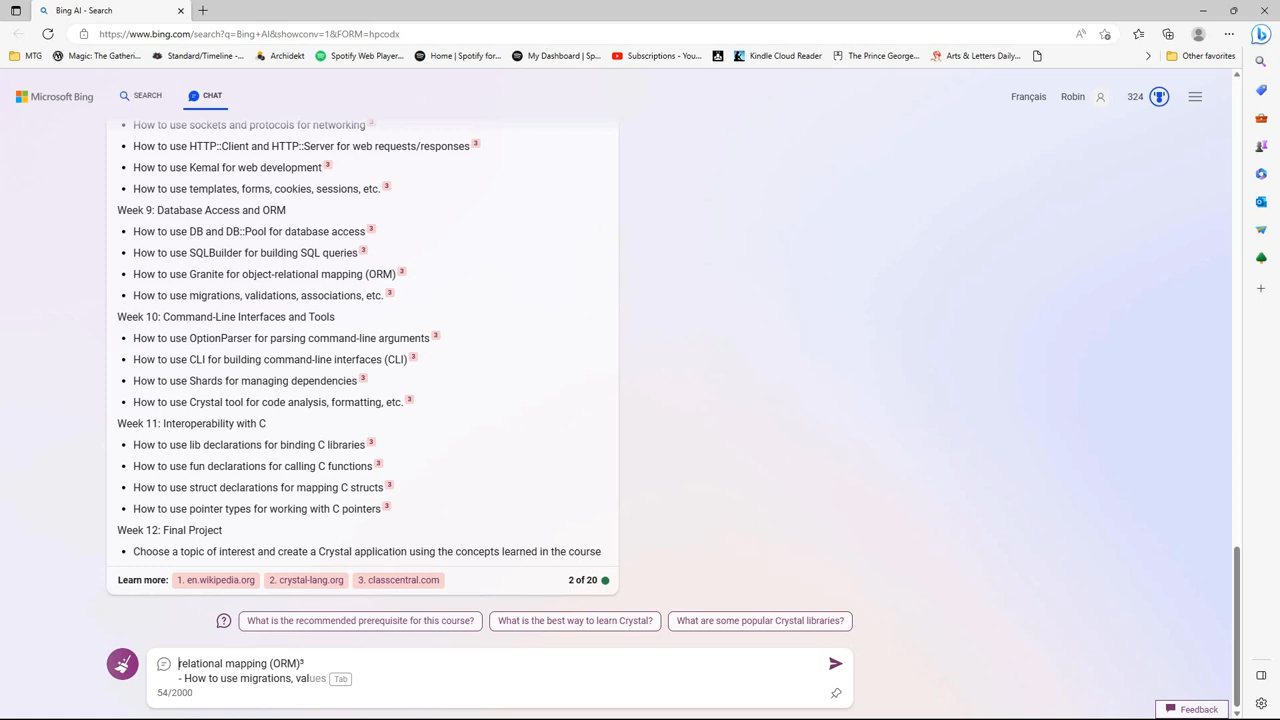 Bing AI - Search
https://www.bing.com/search?q=Bing+AI&showconv=1&FORM=hpcodx
MTG
Magic: The Gatheri...
Standard/Timeline -...
Archidekt
Spotify Web Player...
Home | Spotify for...
My Dashboard | Sp...
Subscriptions - You...
Kindle Cloud Reader
The Prince George...
Arts & Letters Daily...
Other favorites
Microsoft Bing
SEARCH
CHAT
Français
Robin
324
• How to use sockets and protocols for networking 3
• How to use HTTP::Client and HTTP::Server for web requests/responses 3
• How to use Kemal for web development 3
• How to use templates, forms, cookies, sessions, etc. 3
Week 9: Database Access and ORM
• How to use DB and DB::Pool for database access 3
• How to use SQLBuilder for building SQL queries 3
• How to use Granite for object-relational mapping (ORM) 3
• How to use migrations, validations, associations, etc. 3
Week 10: Command-Line Interfaces and Tools
• How to use OptionParser for parsing command-line arguments 3
• How to use CLI for building command-line interfaces (CLI) 3
• How to use Shards for managing dependencies 3
• How to use Crystal tool for code analysis, formatting, etc. 3
Week 11: Interoperability with C
• How to use lib declarations for binding C libraries 3
• How to use fun declarations for calling C functions 3
• How to use struct declarations for mapping C structs 3
• How to use pointer types for working with C pointers 3
Week 12: Final Project
• Choose a topic of interest and create a Crystal application using the concepts learned in the course
Learn more: 1. en.wikipedia.org 2. crystal-lang.org 3. classcentral.com 2 of 20
What is the recommended prerequisite for this course? What is the best way to learn Crystal? What are some popular Crystal libraries?
relational mapping (ORM)³
- How to use migrations, values Tab
54/2000
Feedback